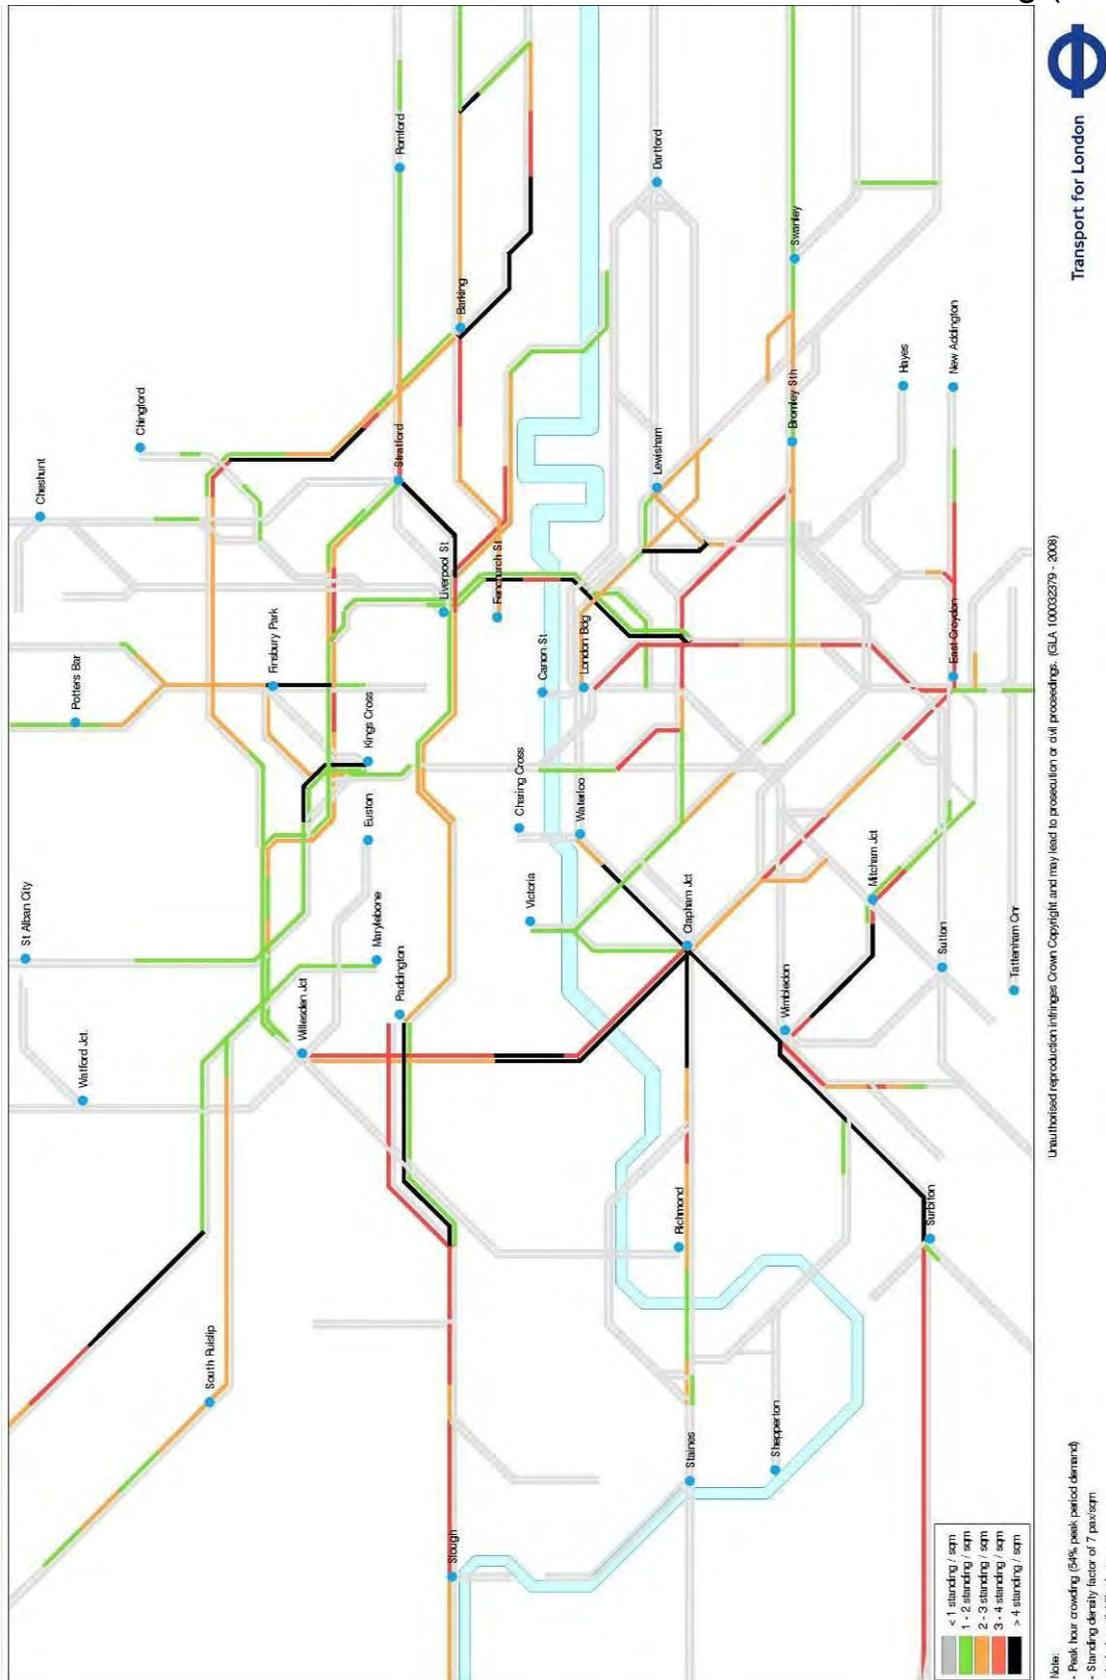 Transport for London
Cheshunt
Chingford
Romford
Potters Bar
Finsbury Park
Stratford
Barking
Dartford
St Alban City
Kings Cross
Liverpool St
Fenchurch St
Lewisham
Swanley
Watford Jct.
Euston
Canon St
London Bdg
Bromley Sth
Hayes
New Addington
Willesden Jct
Marylebone
Charing Cross
Waterloo
East Croydon
Paddington
Victoria
Clapham Jct
Mitcham Jct
Wimbledon
Sutton
Tattenham Cnr
South Ruislip
Richmond
Surbiton
Slough
Staines
Shepperton
< 1 standing / sqm
1 - 2 standing / sqm
2 - 3 standing / sqm
3 - 4 standing / sqm
> 4 standing / sqm
Note:
- Peak hour crowding (54% peak period demand)
- Standing density factor of 7 pax/sqm
Unauthorised reproduction infringes Crown Copyright and may lead to prosecution or civil proceedings. (GLA 100032379 - 2008)